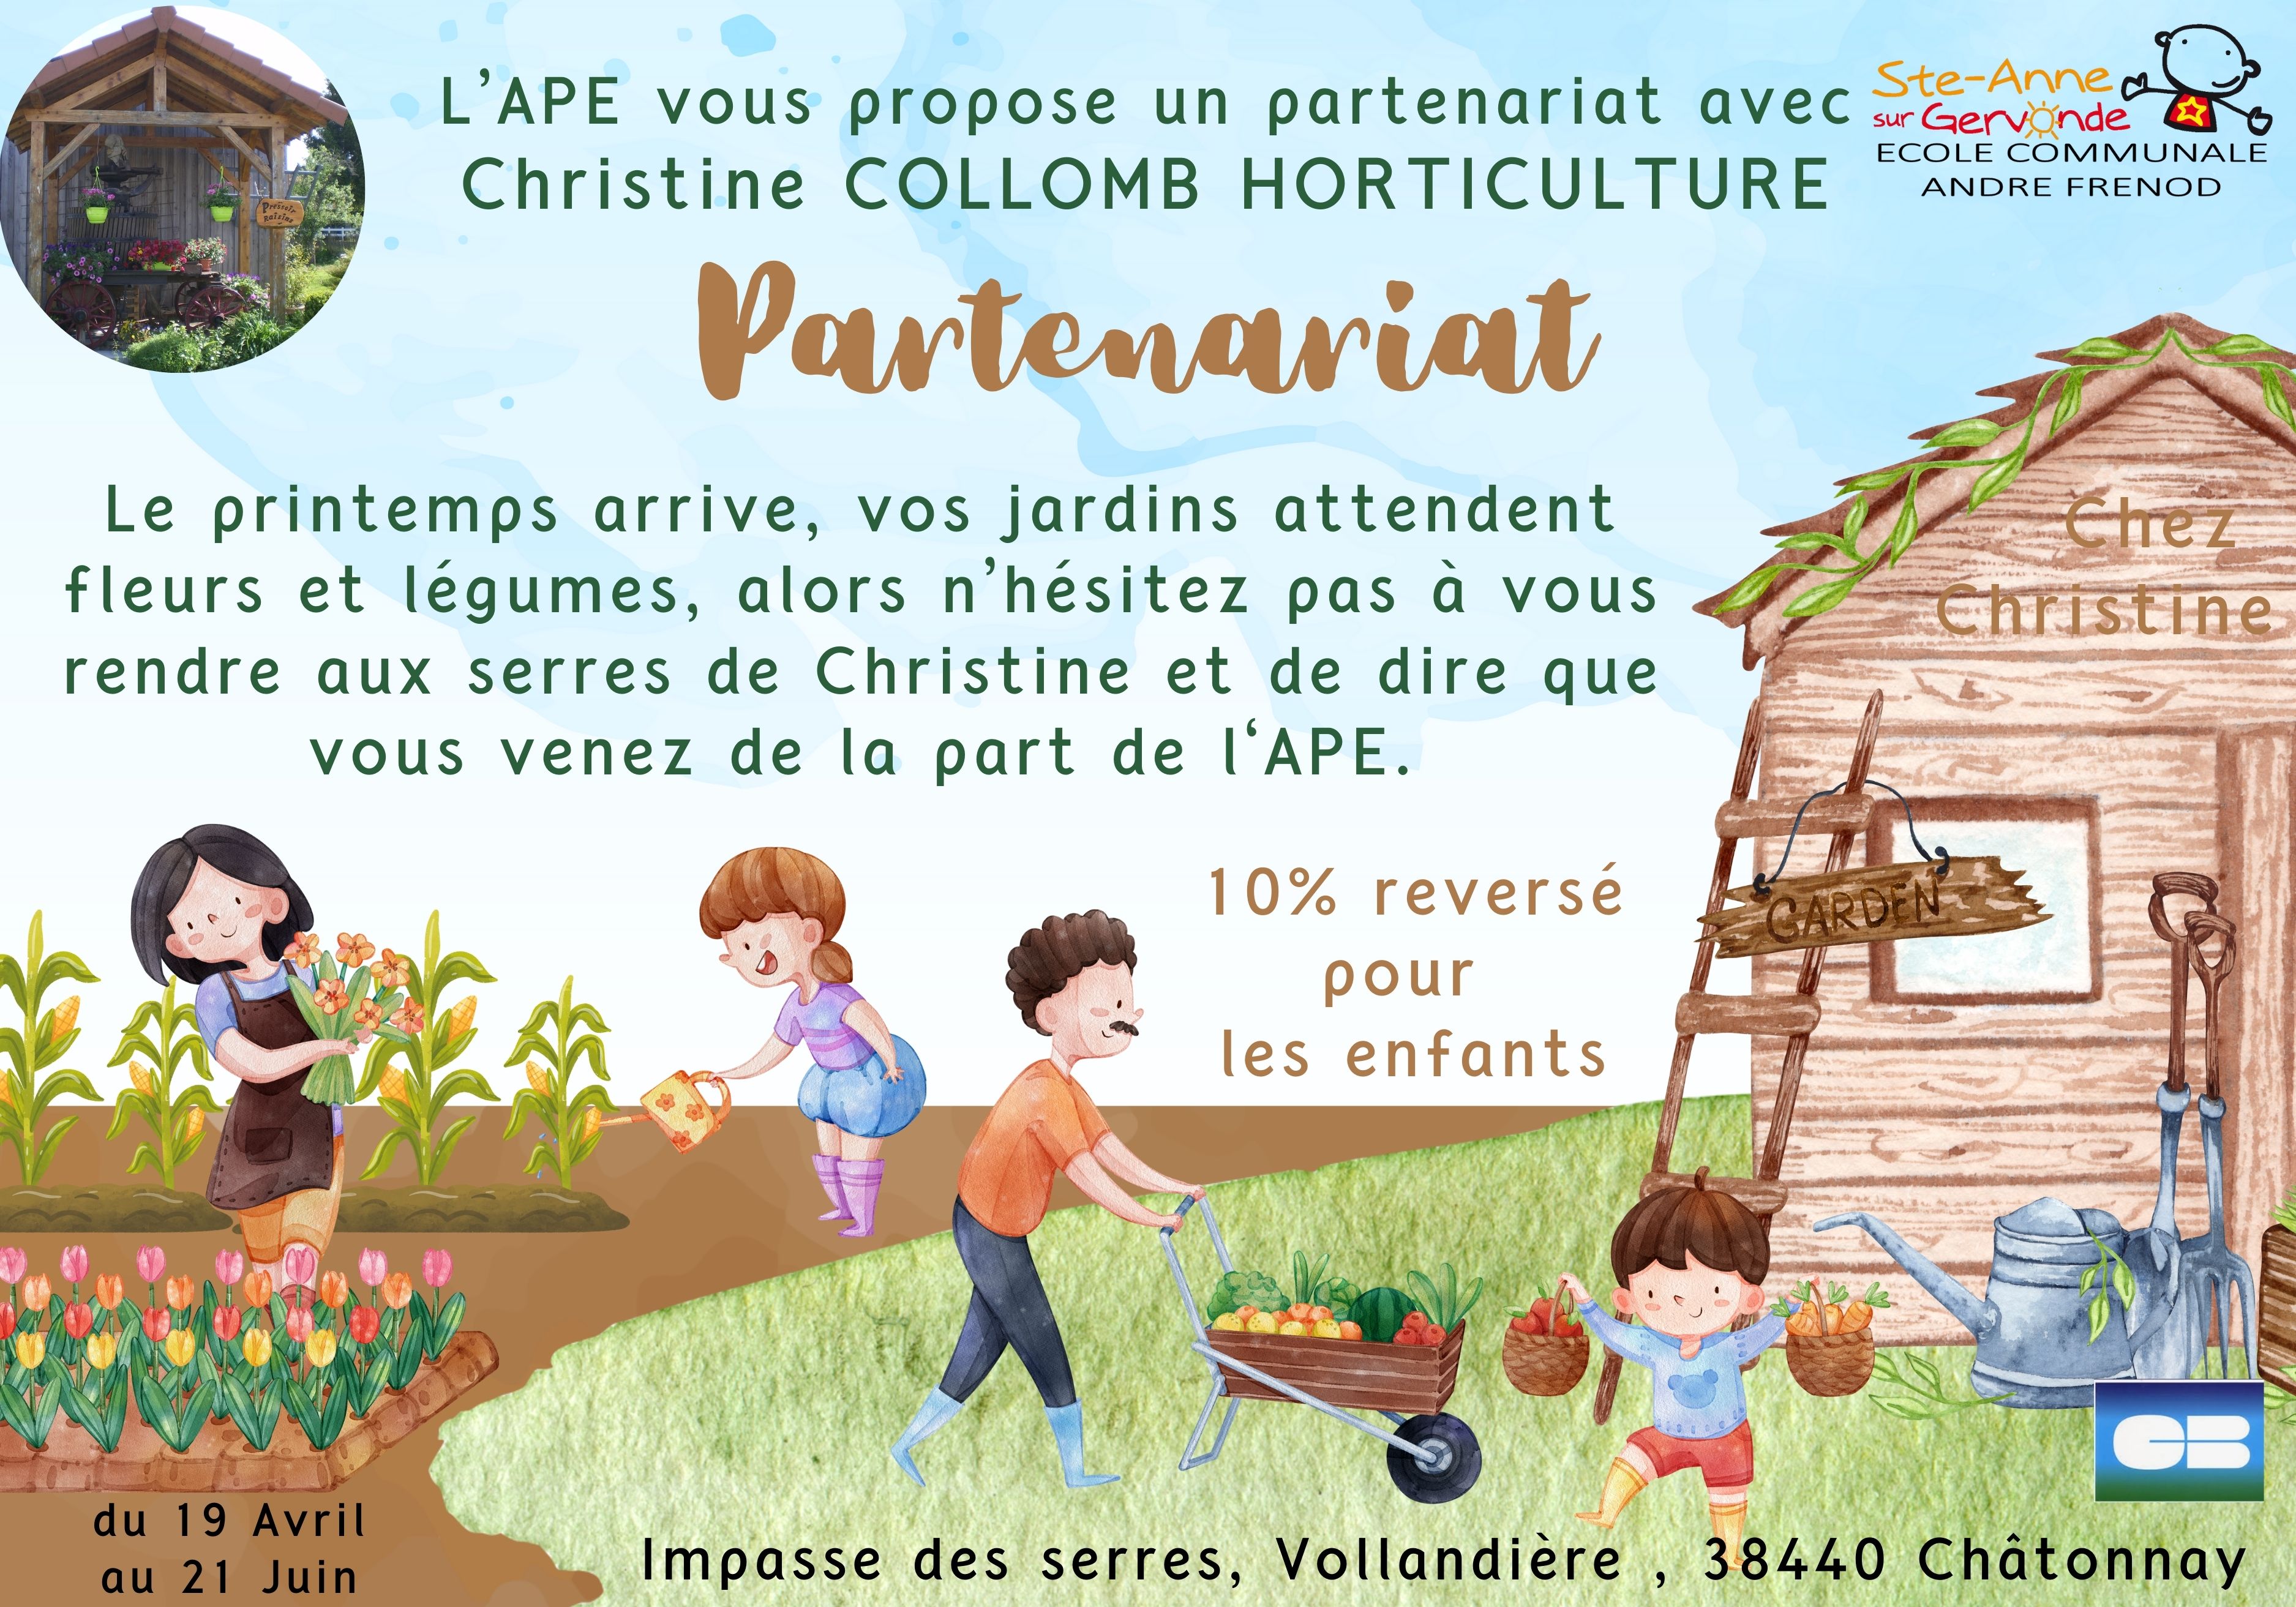 L’APE vous propose un partenariat avec
Christine COLLOMB HORTICULTURE
Ste-Anne
sur Gervonde
ECOLE COMMUNALE
ANDRE FRENOD
Pressoir
Raisins
Partenariat
Le printemps arrive, vos jardins attendent
fleurs et légumes, alors n’hésitez pas à vous
rendre aux serres de Christine et de dire que
vous venez de la part de l‘APE.
Chez
Christine
GARDEN
10% reversé
pour
les enfants
CB
du 19 Avril
au 21 Juin
Impasse des serres, Vollandière , 38440 Châtonnay